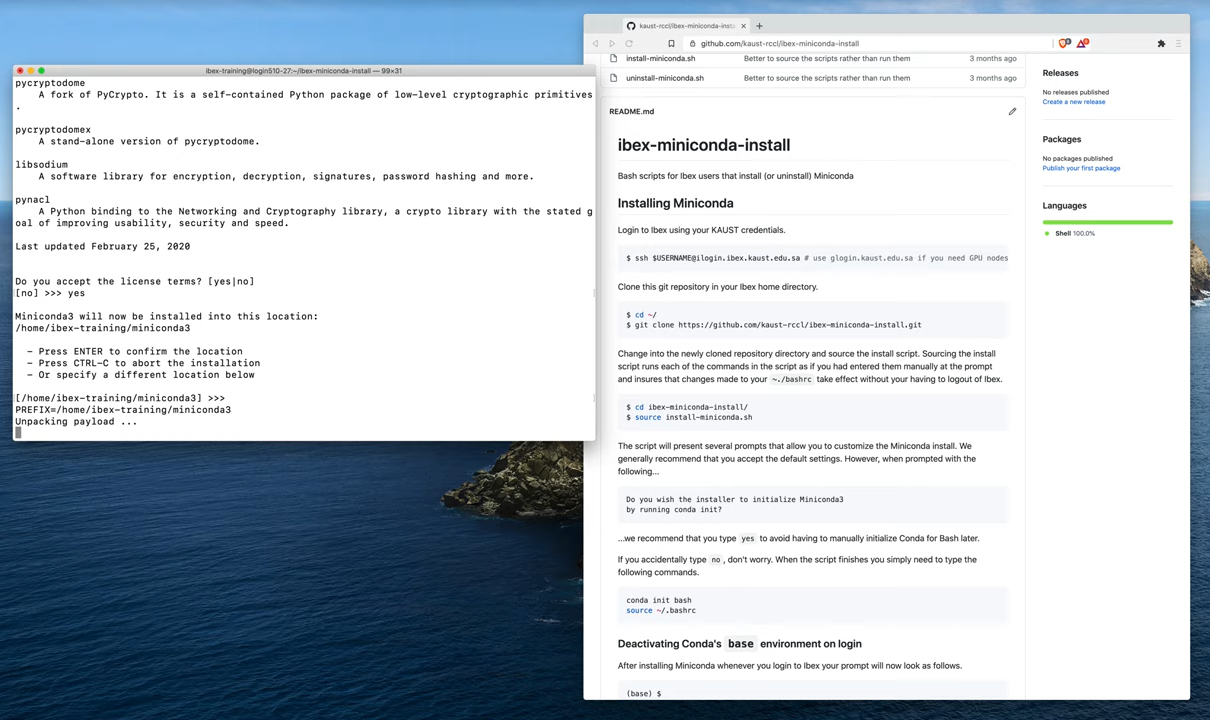 ibex-training@login510-27:~/ibex-miniconda-install — 99×31
pycryptodome
A fork of PyCrypto. It is a self-contained Python package of low-level cryptographic primitives
.
pycryptodomex
A stand-alone version of pycryptodome.
libsodium
A software library for encryption, decryption, signatures, password hashing and more.
pynacl
A Python binding to the Networking and Cryptography library, a crypto library with the stated g
oal of improving usability, security and speed.
Last updated February 25, 2020
Do you accept the license terms? [yes|no]
[no] >>> yes
Miniconda3 will now be installed into this location:
/home/ibex-training/miniconda3
- Press ENTER to confirm the location
- Press CTRL-C to abort the installation
- Or specify a different location below
[/home/ibex-training/miniconda3] >>>
PREFIX=/home/ibex-training/miniconda3
Unpacking payload ...
kaust-rccl/ibex-miniconda-insta
github.com/kaust-rccl/ibex-miniconda-install
install-miniconda.sh Better to source the scripts rather than run them 3 months ago
uninstall-miniconda.sh Better to source the scripts rather than run them 3 months ago
README.md
ibex-miniconda-install
Bash scripts for Ibex users that install (or uninstall) Miniconda
Installing Miniconda
Login to Ibex using your KAUST credentials.
$ ssh $USERNAME@ilogin.ibex.kaust.edu.sa # use glogin.kaust.edu.sa if you need GPU nodes
Clone this git repository in your Ibex home directory.
$ cd ~/
$ git clone https://github.com/kaust-rccl/ibex-miniconda-install.git
Change into the newly cloned repository directory and source the install script. Sourcing the install
script runs each of the commands in the script as if you had entered them manually at the prompt
and insures that changes made to your ~./bashrc take effect without your having to logout of Ibex.
$ cd ibex-miniconda-install/
$ source install-miniconda.sh
The script will present several prompts that allow you to customize the Miniconda install. We
generally recommend that you accept the default settings. However, when prompted with the
following...
Do you wish the installer to initialize Miniconda3
by running conda init?
...we recommend that you type yes to avoid having to manually initialize Conda for Bash later.
If you accidentally type no, don't worry. When the script finishes you simply need to type the
following commands.
conda init bash
source ~/.bashrc
Deactivating Conda's base environment on login
After installing Miniconda whenever you login to Ibex your prompt will now look as follows.
(base) $
Releases
No releases published
Create a new release
Packages
No packages published
Publish your first package
Languages
Shell 100.0%